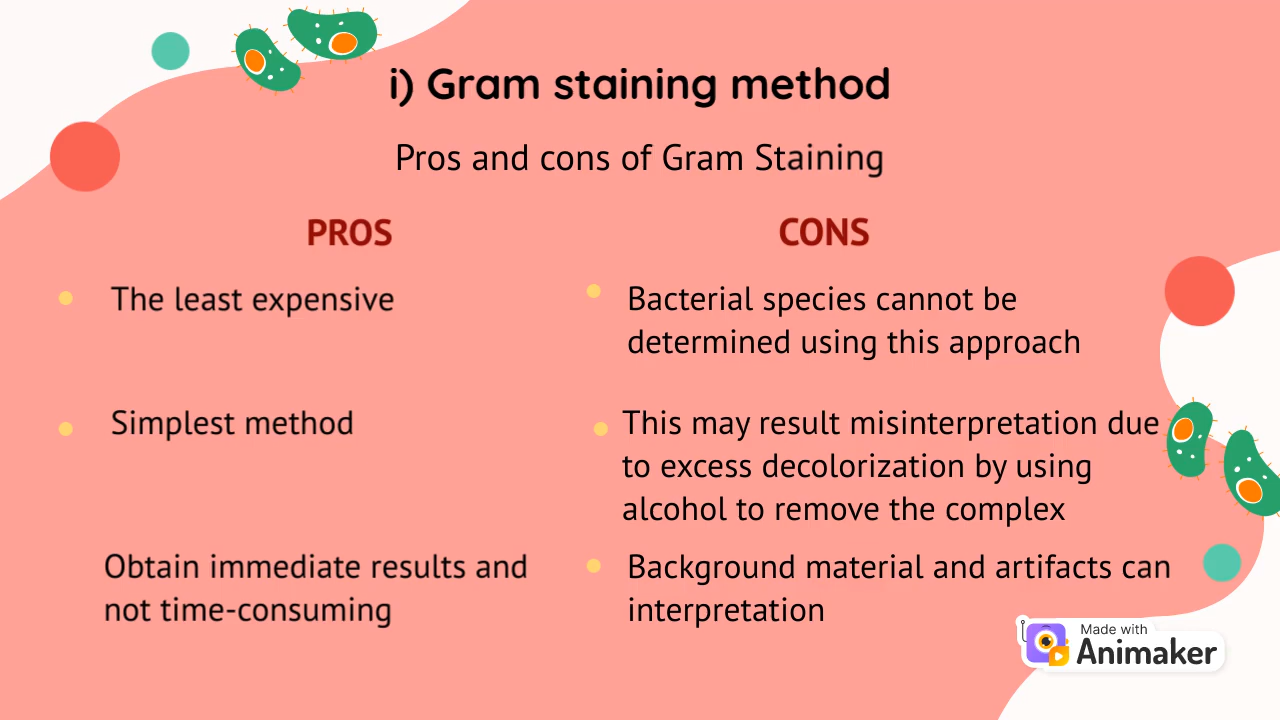 i) Gram staining method
Pros and cons of Gram Staining
PROS
The least expensive
Simplest method
Obtain immediate results and
not time-consuming
CONS
Bacterial species cannot be
determined using this approach
This may result misinterpretation due
to excess decolorization by using
alcohol to remove the complex
Background material and artifacts can
interpretation
Made with
Animaker